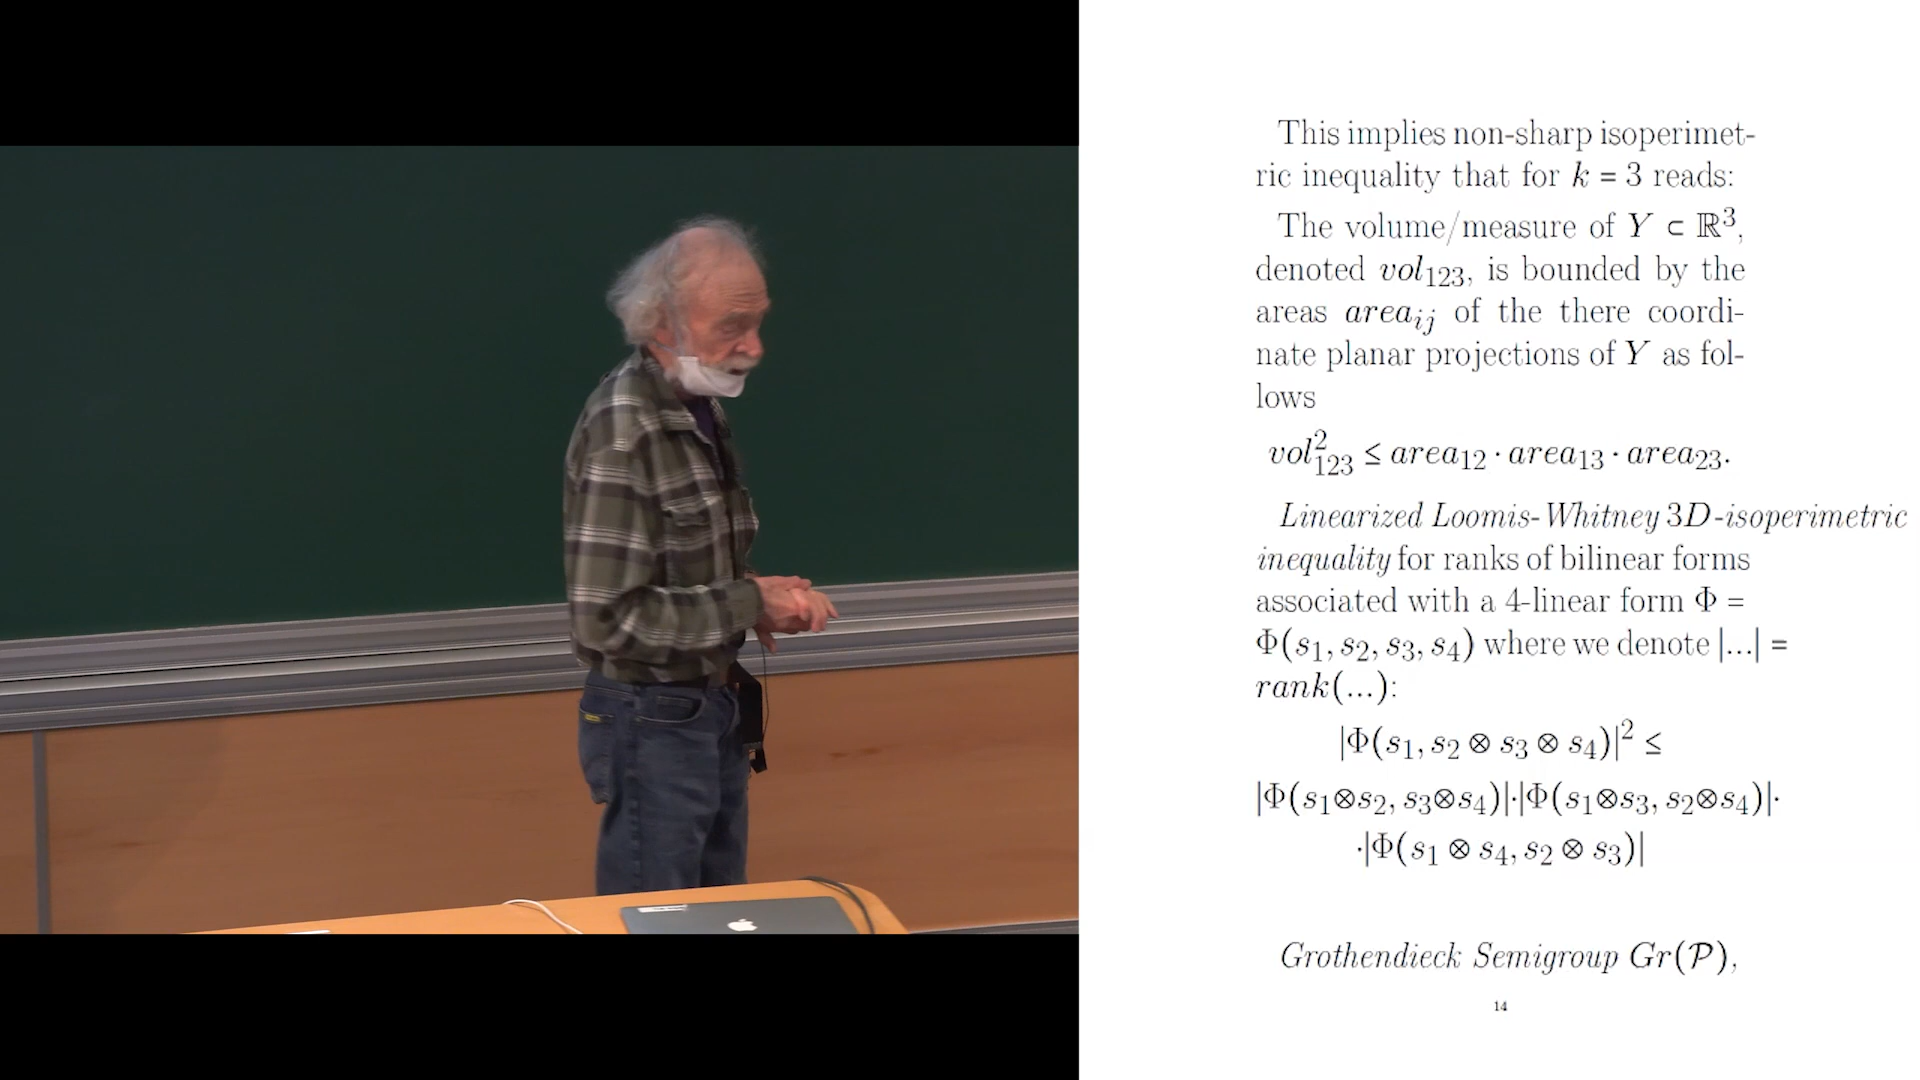 This implies non-sharp isoperimet-
ric inequality that for k = 3 reads:
The volume/measure of Y ⊂ ℝ³,
denoted vol₁₂₃, is bounded by the
areas area_{ij} of the there coordi-
nate planar projections of Y as fol-
lows
vol²₁₂₃ ≤ area₁₂ · area₁₃ · area₂₃.
Linearized Loomis-Whitney 3D-isoperimetric
inequality for ranks of bilinear forms
associated with a 4-linear form Φ =
Φ(s₁, s₂, s₃, s₄) where we denote |...| =
rank(...):
|Φ(s₁, s₂ ⊗ s₃ ⊗ s₄)|² ≤
|Φ(s₁⊗s₂, s₃⊗s₄)|·|Φ(s₁⊗s₃, s₂⊗s₄)|·
·|Φ(s₁ ⊗ s₄, s₂ ⊗ s₃)|
Grothendieck Semigroup Gr(𝒫),
14